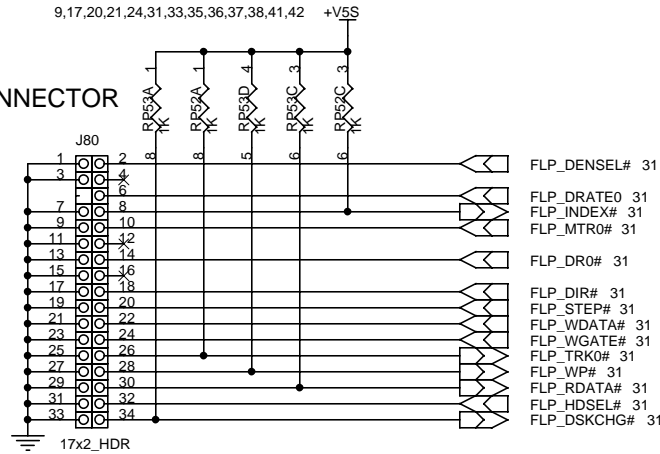 9,17,20,21,24,31,33,35,36,37,38,41,42 +V5S
NNECTOR
1 1 4 3 3
RP53A 1K RP52A 1K RP53D 1K RP53C 1K RP52C 1K
8 8 5 6 6
J80
1 2 FLP_DENSEL# 31
3 4
6 FLP_DRATE0 31
7 8 FLP_INDEX# 31
9 10 FLP_MTR0# 31
11 12
13 14 FLP_DR0# 31
15 16
17 18 FLP_DIR# 31
19 20 FLP_STEP# 31
21 22 FLP_WDATA# 31
23 24 FLP_WGATE# 31
25 26 FLP_TRK0# 31
27 28 FLP_WP# 31
29 30 FLP_RDATA# 31
31 32 FLP_HDSEL# 31
33 34 FLP_DSKCHG# 31
17x2_HDR